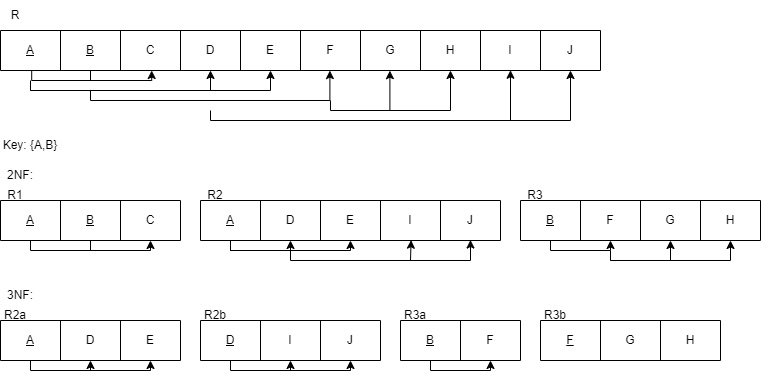 R
A B C D E F G H I J
Key: {A,B}
2NF:
R1 R2 R3
A B C A D E I J B F G H
3NF:
R2a R2b R3a R3b
A D E D I J B F F G H